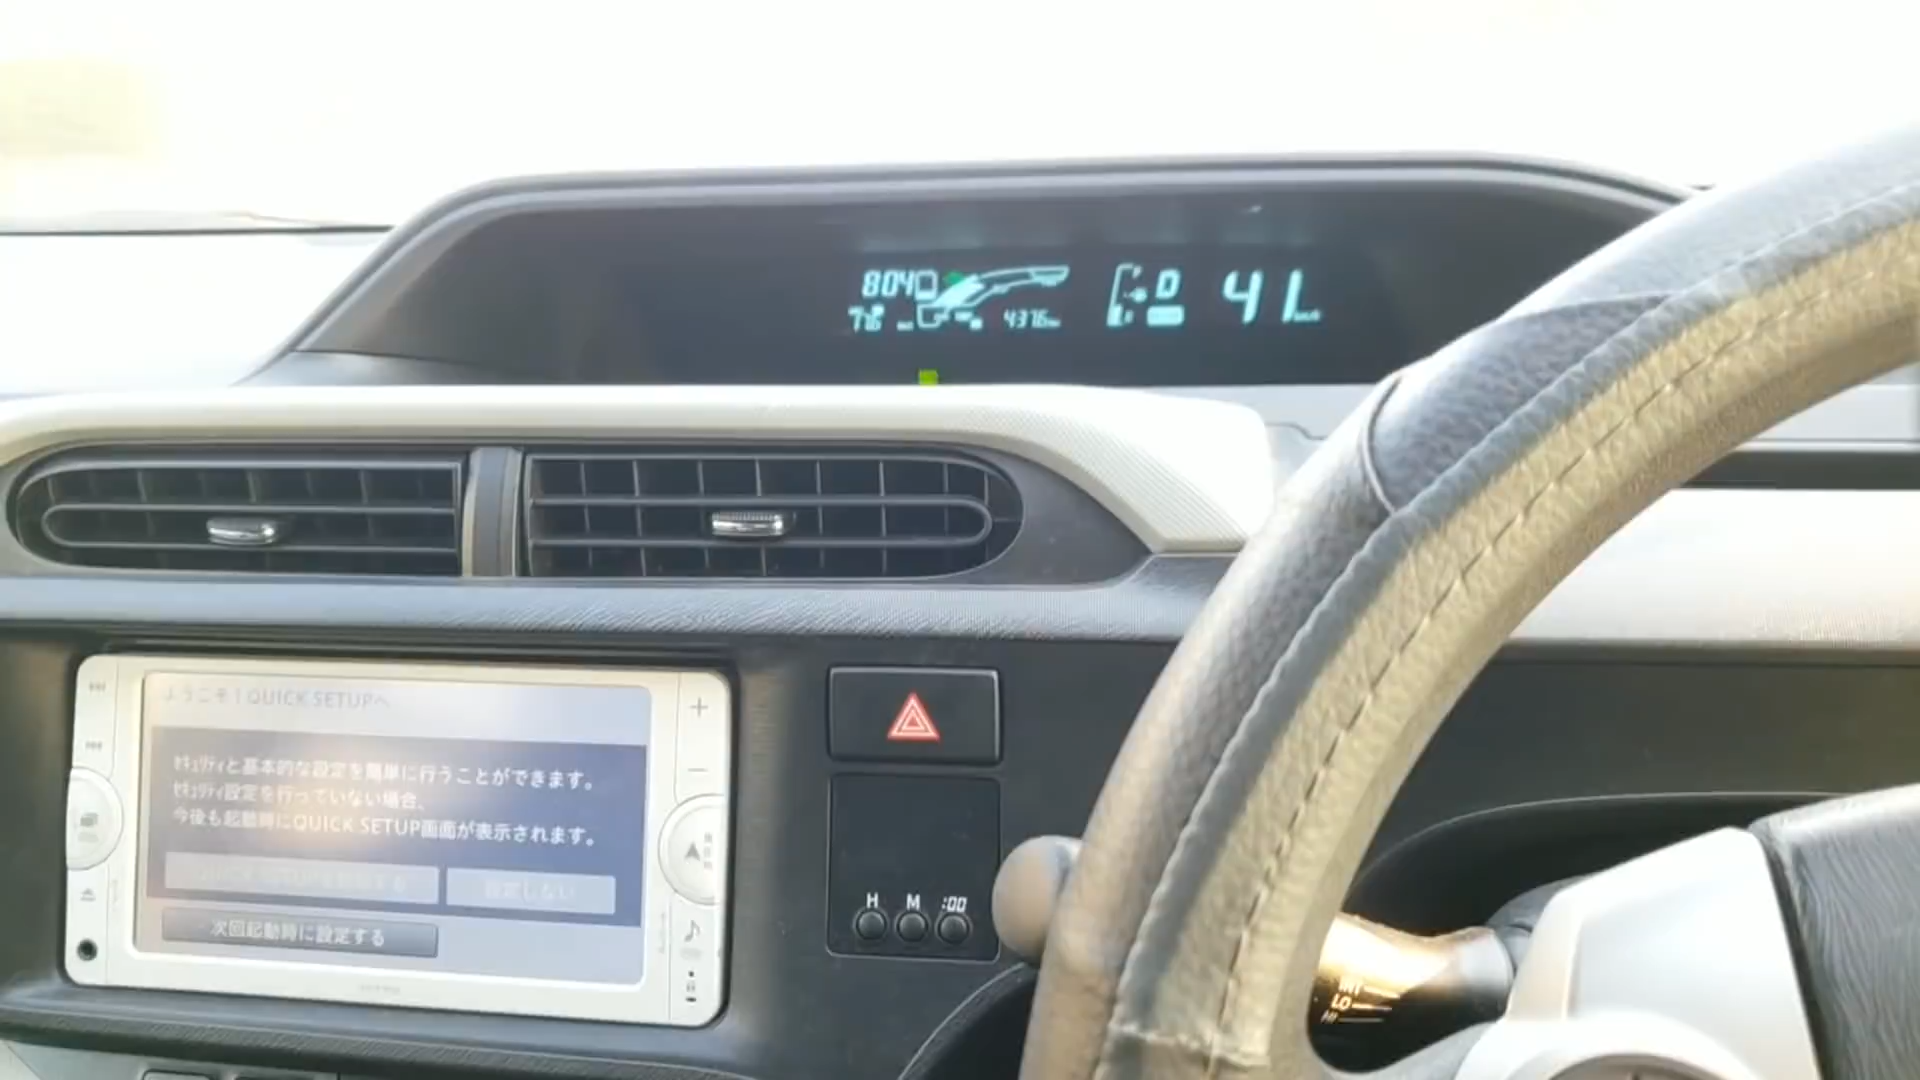 804
4376
D
41
ようこそ！QUICK SETUPへ
ｾｷｭﾘﾃｨと基本的な設定を簡単に行うことができます。
ｾｷｭﾘﾃｨ設定を行っていない場合、
今後も起動時にQUICK SETUP画面が表示されます。
設定しない
次回起動時に設定する
H M :00
INT
LO
HI